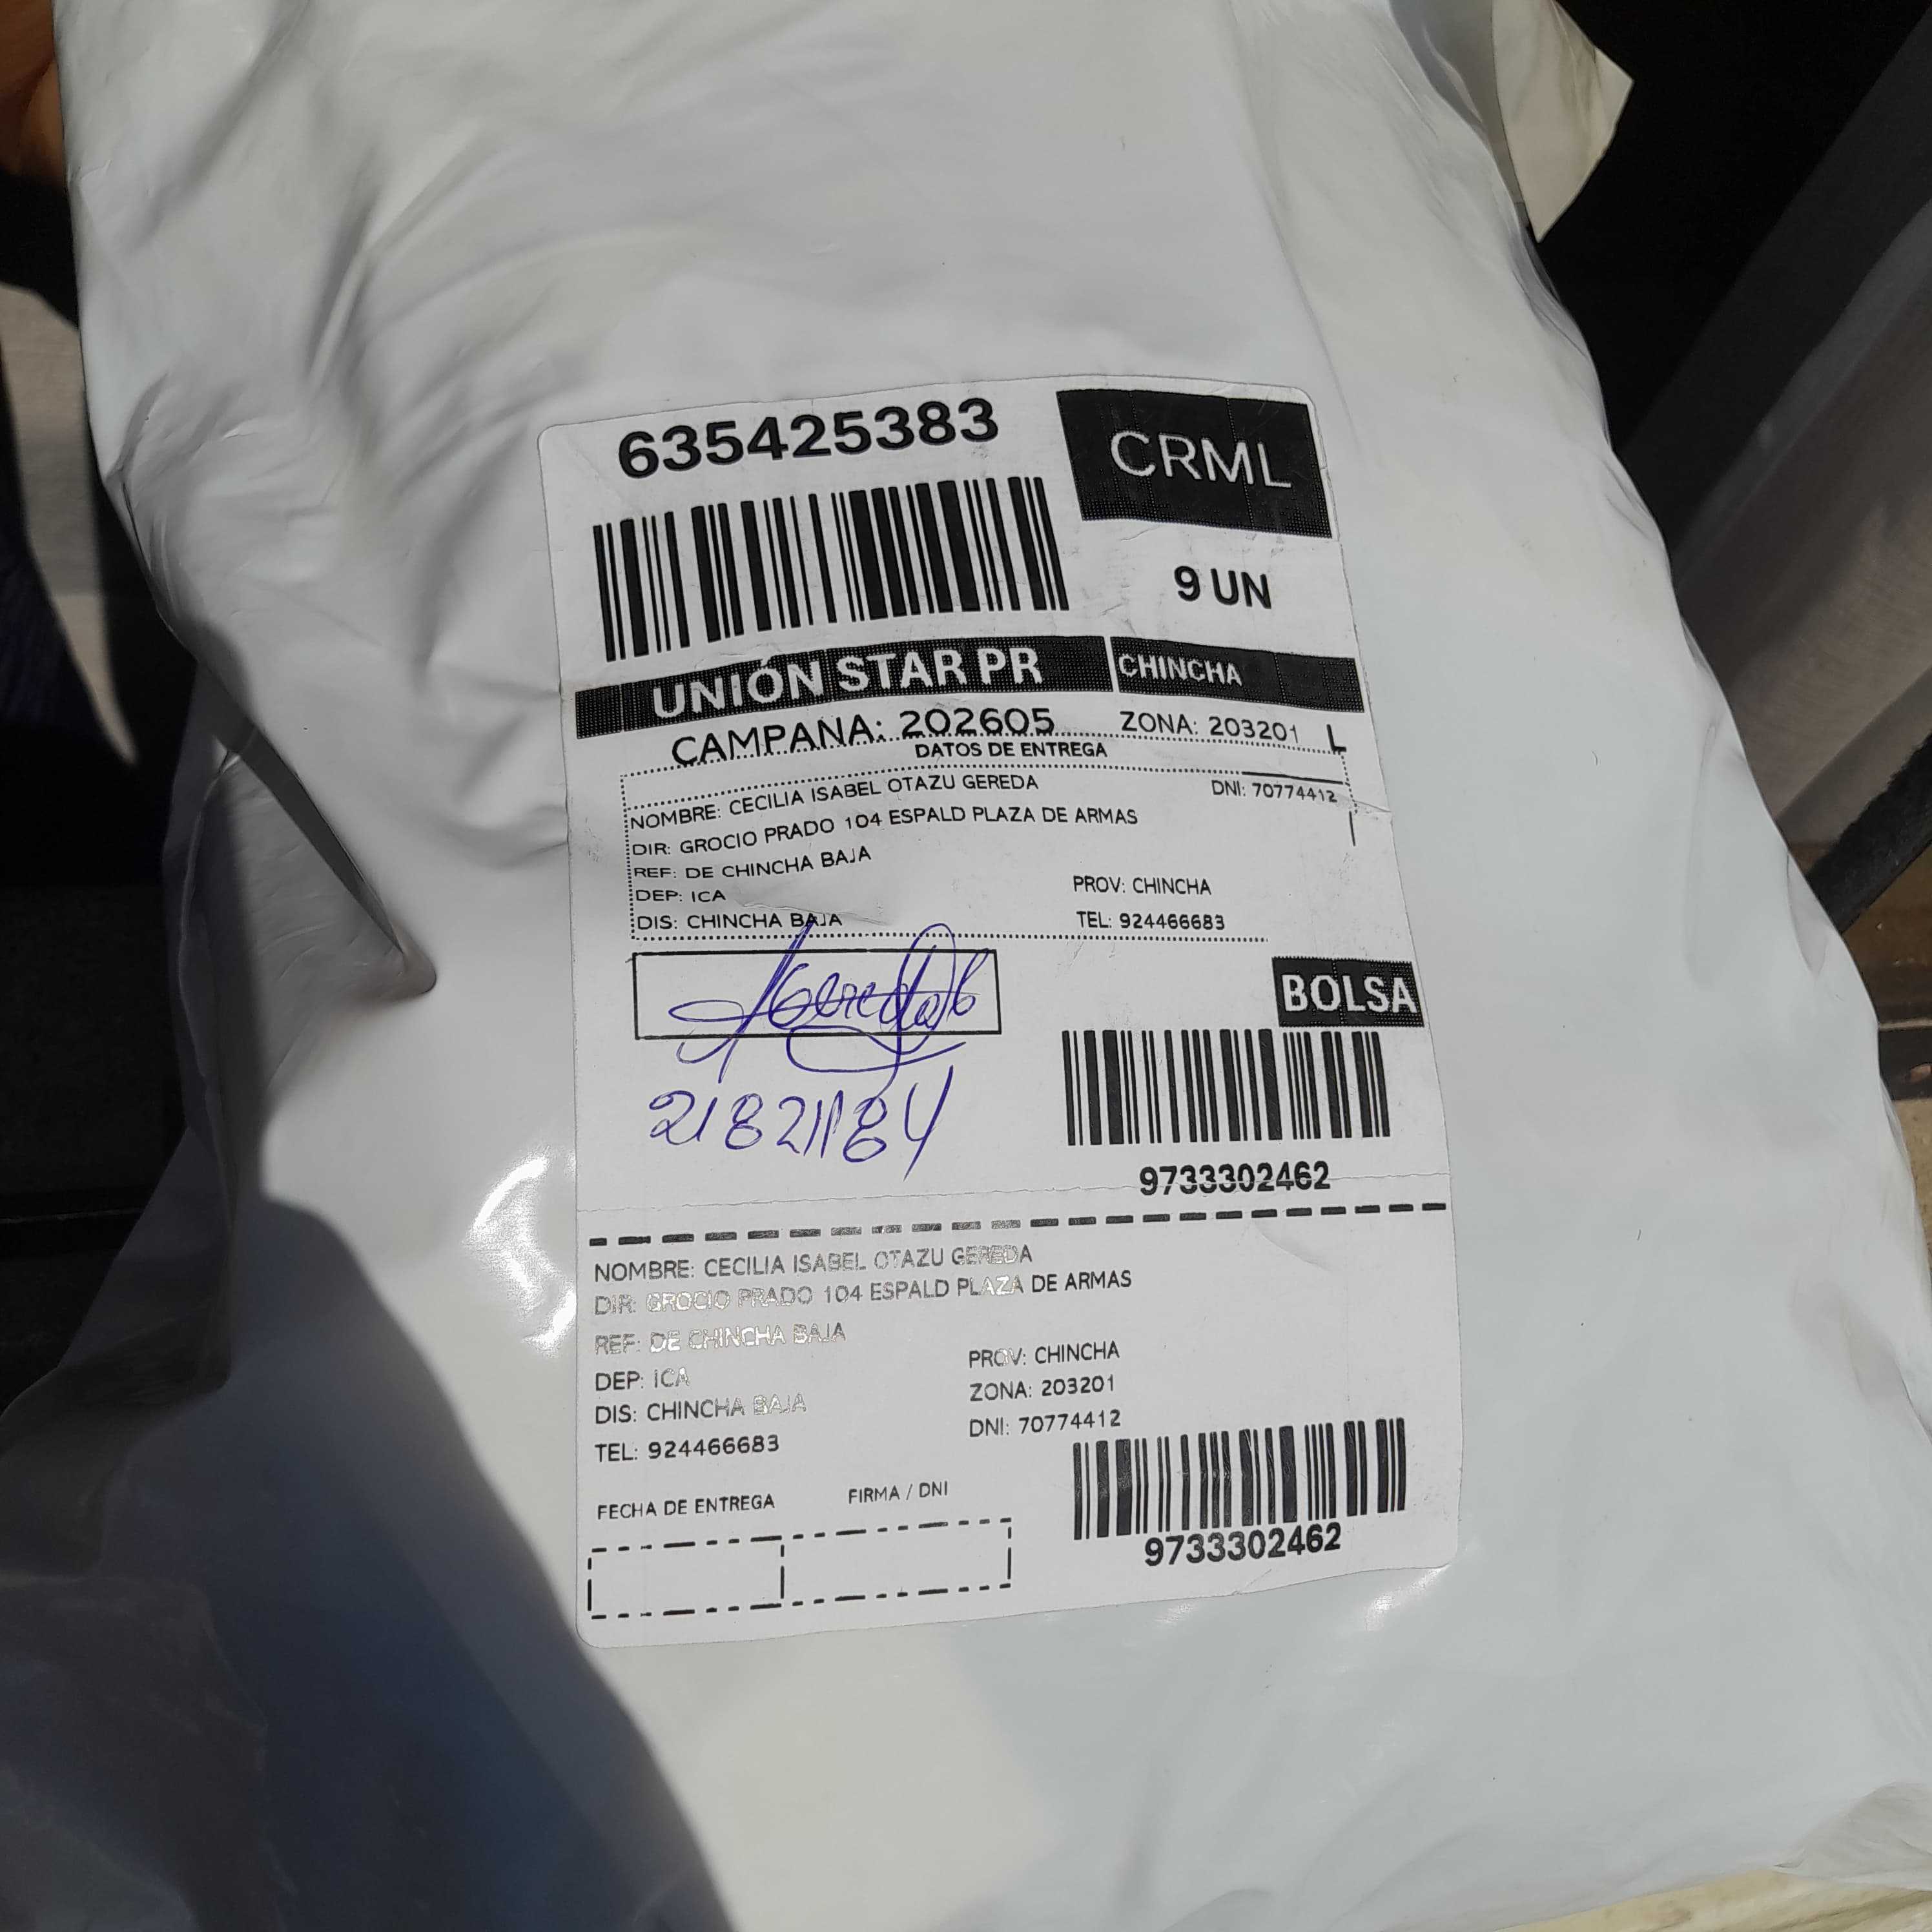 635425383
CRML
9 UN
UNIÓN STAR PR
CHINCHA
CAMPANA: 202605
ZONA: 203201 L
DATOS DE ENTREGA
NOMBRE: CECILIA ISABEL OTAZU GEREDA
DNI: 70774412
DIR: GROCIO PRADO 104 ESPALD PLAZA DE ARMAS
REF: DE CHINCHA BAJA
DEP: ICA
PROV: CHINCHA
DIS: CHINCHA BAJA
TEL: 924466683
BOLSA
21821184
9733302462
NOMBRE: CECILIA ISABEL OTAZU GEREDA
DIR: GROCIO PRADO 104 ESPALD PLAZA DE ARMAS
REF: DE CHINCHA BAJA
DEP: ICA
PROV: CHINCHA
DIS: CHINCHA BAJA
ZONA: 203201
TEL: 924466683
DNI: 70774412
FECHA DE ENTREGA
FIRMA / DNI
9733302462